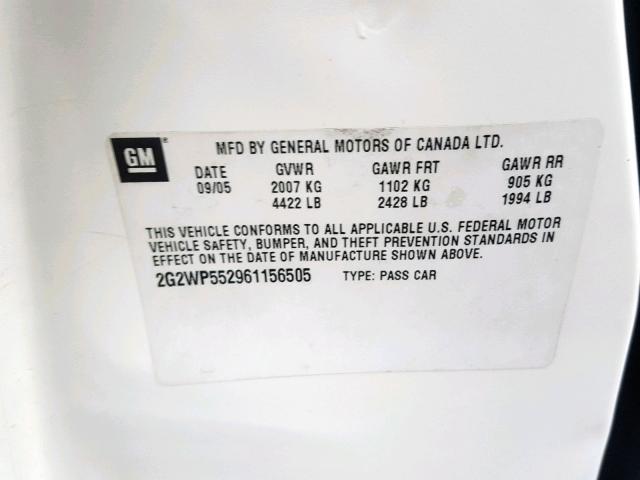 GM
MFD BY GENERAL MOTORS OF CANADA LTD.
DATE GVWR GAWR FRT GAWR RR
09/05 2007 KG 1102 KG 905 KG
4422 LB 2428 LB 1994 LB
THIS VEHICLE CONFORMS TO ALL APPLICABLE U.S. FEDERAL MOTOR
VEHICLE SAFETY, BUMPER, AND THEFT PREVENTION STANDARDS IN
EFFECT ON THE DATE OF MANUFACTURE SHOWN ABOVE.
2G2WP552961156505 TYPE: PASS CAR